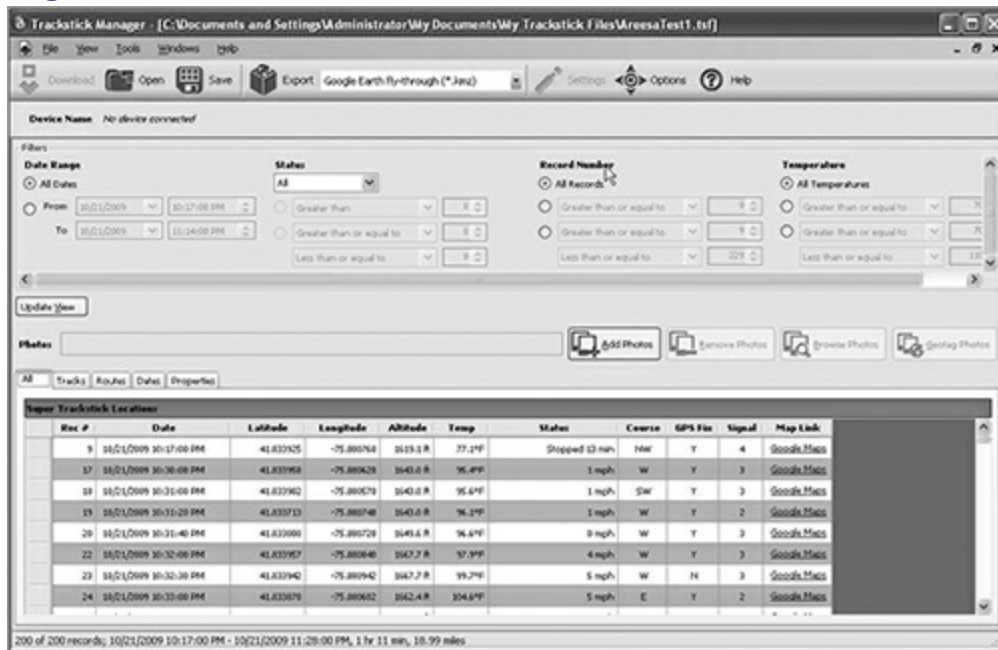 Trackstick Manager - [C:\Documents and Settings\Administrator\My Documents\My Trackstick Files\AreesaTest1.tsf]
File View Tools Windows Help
Download Open Save Export Google Earth Fly-through (*.kmz) Settings Options Help
Device Name No device connected
Filters
Date Range Status Record Number Temperature
All Dates All All Records All Temperatures
From 10/21/2009 10:17:00 PM Greater than 8 Greater than or equal to 9 Greater than or equal to
To 10/21/2009 11:14:00 PM Greater than or equal to 8 Greater than or equal to 9 Greater than or equal to
Less than or equal to 8 Less than or equal to 229 Less than or equal to
Update View
Photos Add Photos Remove Photos Browse Photos Geotag Photos
All Tracks Routes Dates Properties
Super Trackstick Locations
Rec # Date Latitude Longitude Altitude Temp Status Course GPS Fix Signal Map Link
9 10/21/2009 10:17:00 PM 41.833925 -75.880768 1619.1 ft 77.1°F Stopped 13 min NW Y 4 Google Maps
17 10/21/2009 10:30:00 PM 41.833958 -75.880628 1643.0 ft 95.4°F 1 mph W Y 3 Google Maps
18 10/21/2009 10:31:00 PM 41.833902 -75.880570 1643.0 ft 95.6°F 1 mph SW Y 3 Google Maps
19 10/21/2009 10:31:20 PM 41.833713 -75.880748 1643.0 ft 96.1°F 1 mph W Y 2 Google Maps
20 10/21/2009 10:31:40 PM -75.880728 1649.6 ft 96.6°F 0 mph W Y 3 Google Maps
22 10/21/2009 10:32:00 PM 41.833957 -75.880840 1667.7 ft 97.9°F 4 mph W Y 3 Google Maps
23 10/21/2009 10:32:30 PM 41.833942 -75.880942 1667.7 ft 99.7°F 5 mph W N 3 Google Maps
24 10/21/2009 10:33:00 PM 41.833878 -75.880682 1662.4 ft 104.6°F 5 mph E Y 2 Google Maps
200 of 200 records; 10/21/2009 10:17:00 PM - 10/21/2009 11:28:00 PM, 1 hr 11 min, 18.99 miles